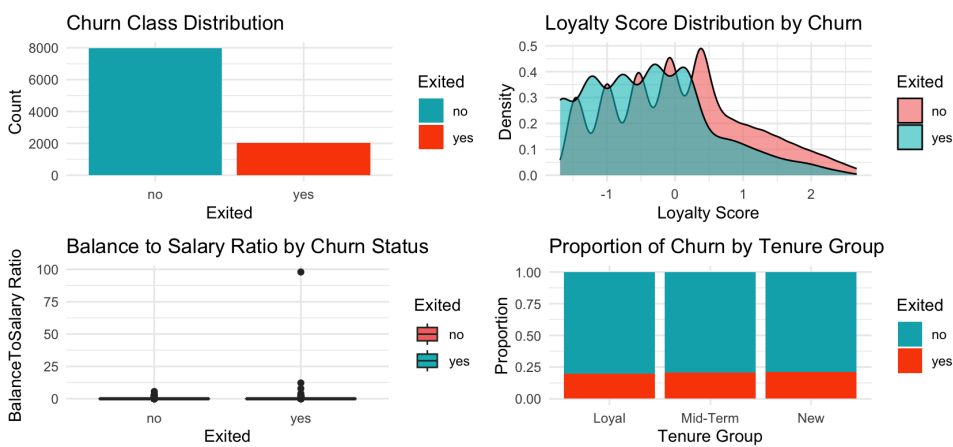 Churn Class Distribution
8000
6000
4000
2000
0
Count
no
yes
Exited
Exited
no
yes
Loyalty Score Distribution by Churn
0.5
0.4
0.3
0.2
0.1
0.0
Density
-1
0
1
2
Loyalty Score
Exited
no
yes
Balance to Salary Ratio by Churn Status
100
75
50
25
0
BalanceToSalary Ratio
no
yes
Exited
Exited
no
yes
Proportion of Churn by Tenure Group
1.00
0.75
0.50
0.25
0.00
Proportion
Loyal
Mid-Term
New
Tenure Group
Exited
no
yes